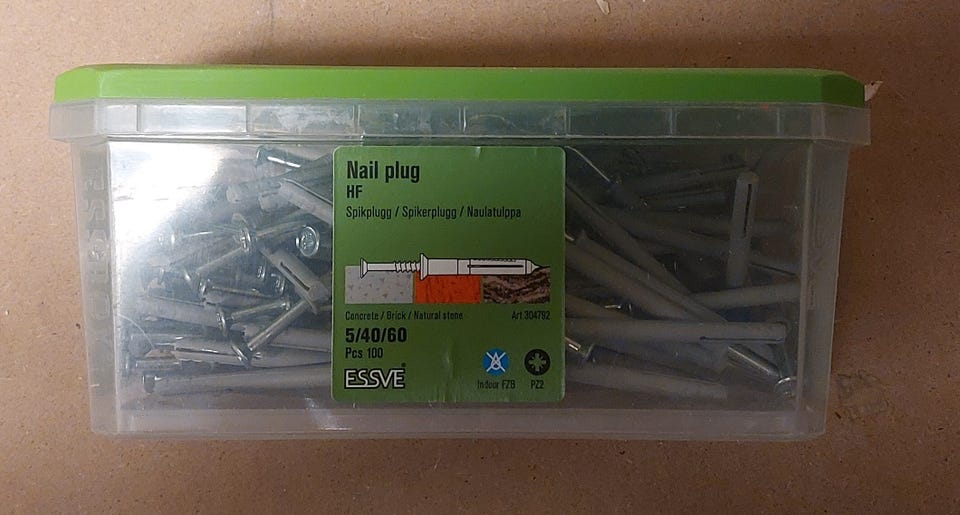 Nail plug
HF
Spikplugg / Spikerplugg / Naulatulppa
Concrete / Brick / Natural stone
Art 304792
5/40/60
Pcs 100
ESSVE
Indoor FZB
PZ2